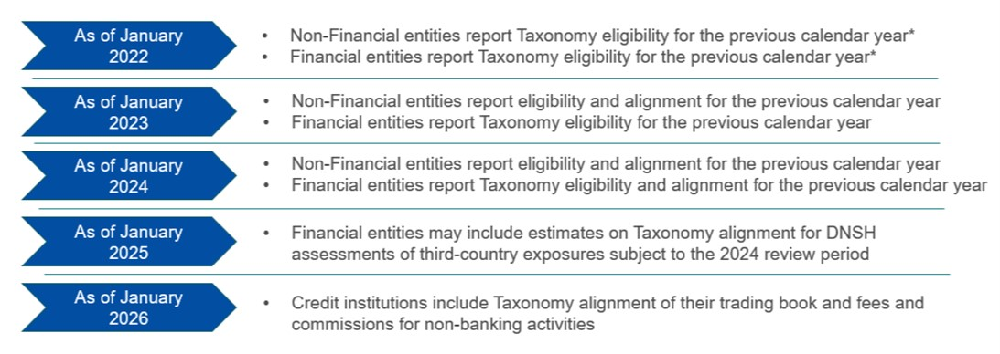 As of January
2022
• Non-Financial entities report Taxonomy eligibility for the previous calendar year*
• Financial entities report Taxonomy eligibility for the previous calendar year*
As of January
2023
• Non-Financial entities report eligibility and alignment for the previous calendar year
• Financial entities report Taxonomy eligibility for the previous calendar year
As of January
2024
• Non-Financial entities report eligibility and alignment for the previous calendar year
• Financial entities report Taxonomy eligibility and alignment for the previous calendar year
As of January
2025
• Financial entities may include estimates on Taxonomy alignment for DNSH
assessments of third-country exposures subject to the 2024 review period
As of January
2026
• Credit institutions include Taxonomy alignment of their trading book and fees and
commissions for non-banking activities